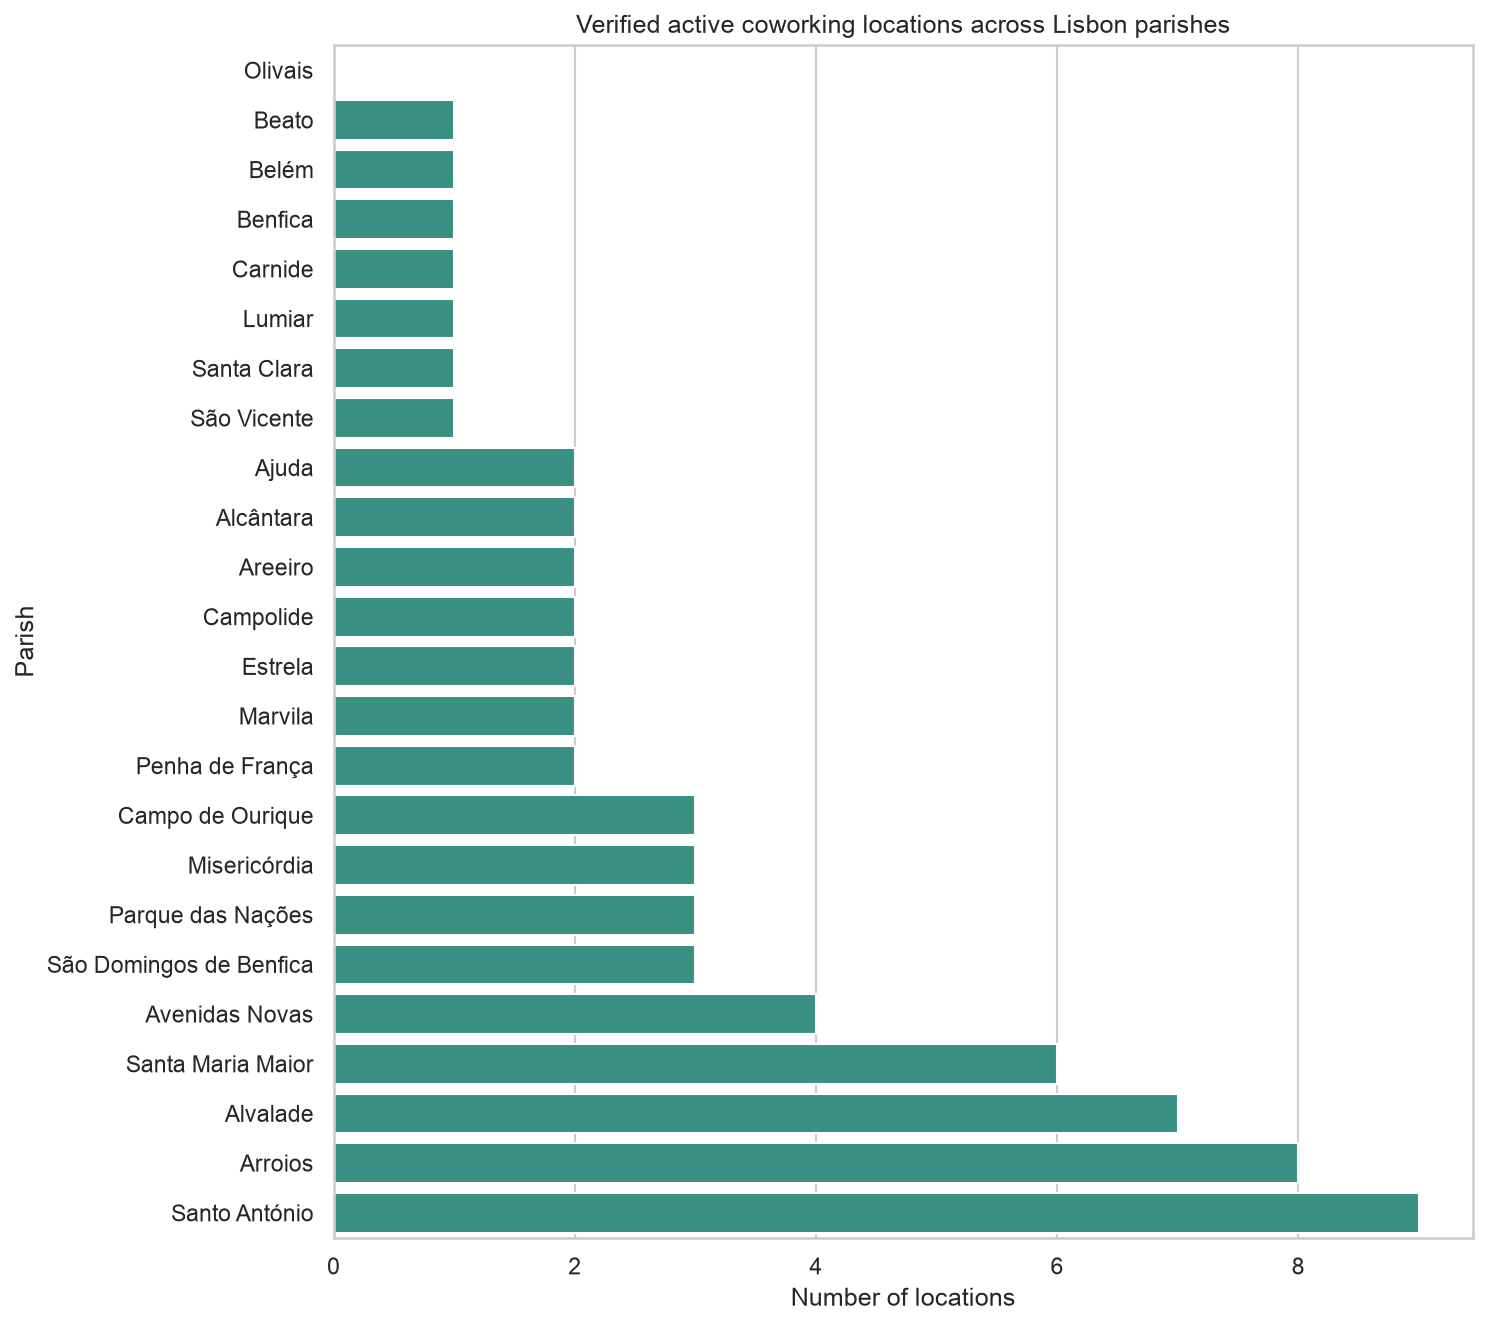 Verified active coworking locations across Lisbon parishes
Olivais
Beato
Belém
Benfica
Carnide
Lumiar
Santa Clara
São Vicente
Ajuda
Alcântara
Areeiro
Campolide
Estrela
Marvila
Penha de França
Campo de Ourique
Misericórdia
Parque das Nações
São Domingos de Benfica
Avenidas Novas
Santa Maria Maior
Alvalade
Arroios
Santo António
Parish
0 2 4 6 8
Number of locations